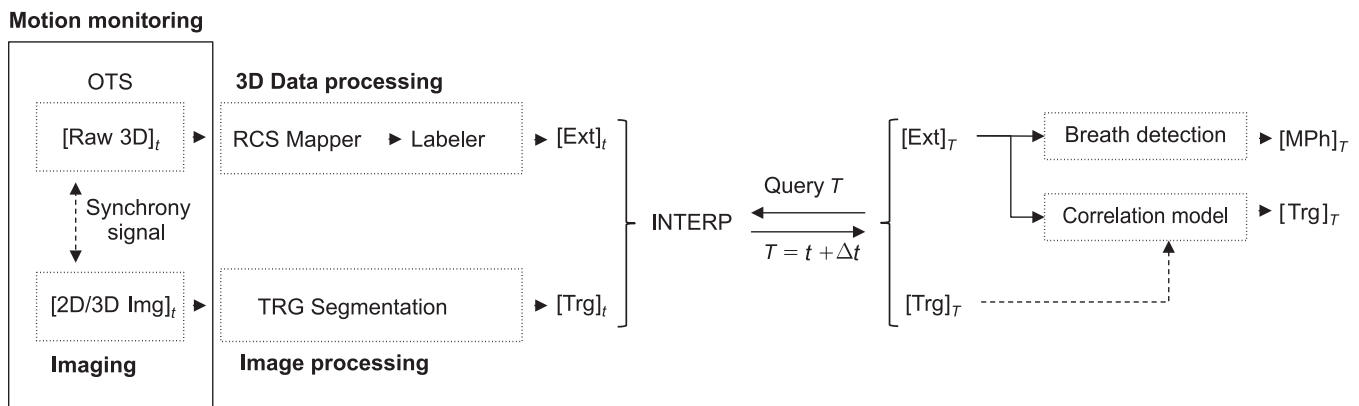 Motion monitoring
OTS
3D Data processing
[Raw 3D]t
RCS Mapper
Labeler
[Ext]t
[Ext]T
Breath detection
[MPh]T
Synchrony
signal
Query T
INTERP
T = t + Δt
Correlation model
[Trg]T
[2D/3D Img]t
TRG Segmentation
[Trg]t
[Trg]T
Imaging
Image processing